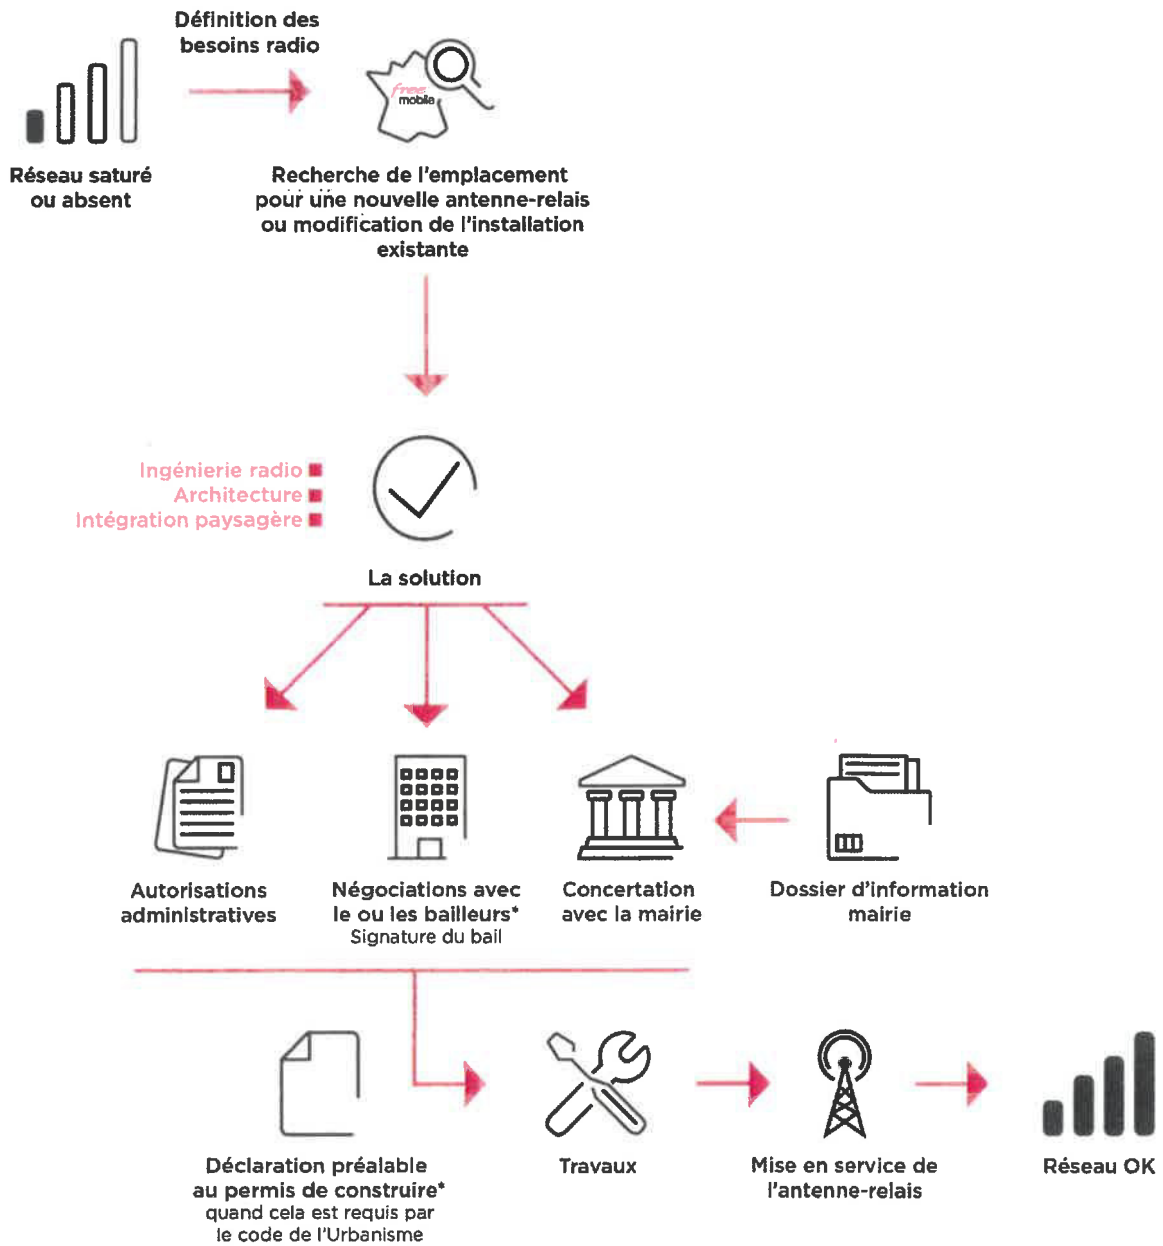 Définition des
besoins radio
free
mobile
Réseau saturé
ou absent
Recherche de l'emplacement
pour une nouvelle antenne-relais
ou modification de l'installation
existante
Ingénierie radio
Architecture
Intégration paysagère
La solution
Autorisations
administratives
Négociations avec
le ou les bailleurs*
Signature du bail
Concertation
avec la mairie
Dossier d'information
mairie
Déclaration préalable
au permis de construire*
quand cela est requis par
le code de l'Urbanisme
Travaux
Mise en service de
l'antenne-relais
Réseau OK